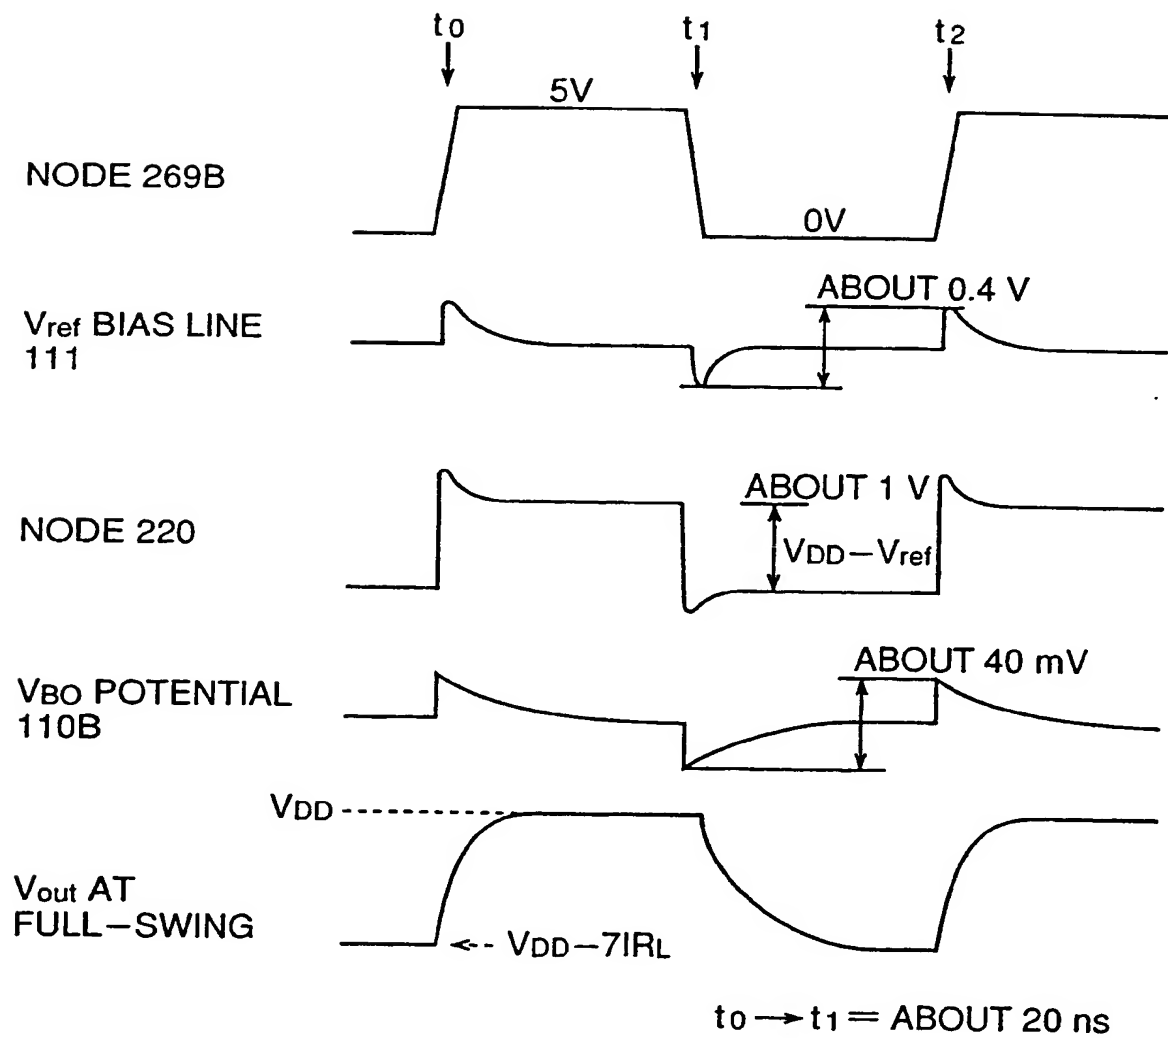 t0 t1 t2
5V
NODE 269B
0V
ABOUT 0.4 V
Vref BIAS LINE
111
ABOUT 1 V
NODE 220
VDD−Vref
ABOUT 40 mV
VBO POTENTIAL
110B
VDD
Vout AT
FULL−SWING
VDD−7IRL
t0→t1＝ABOUT 20 ns